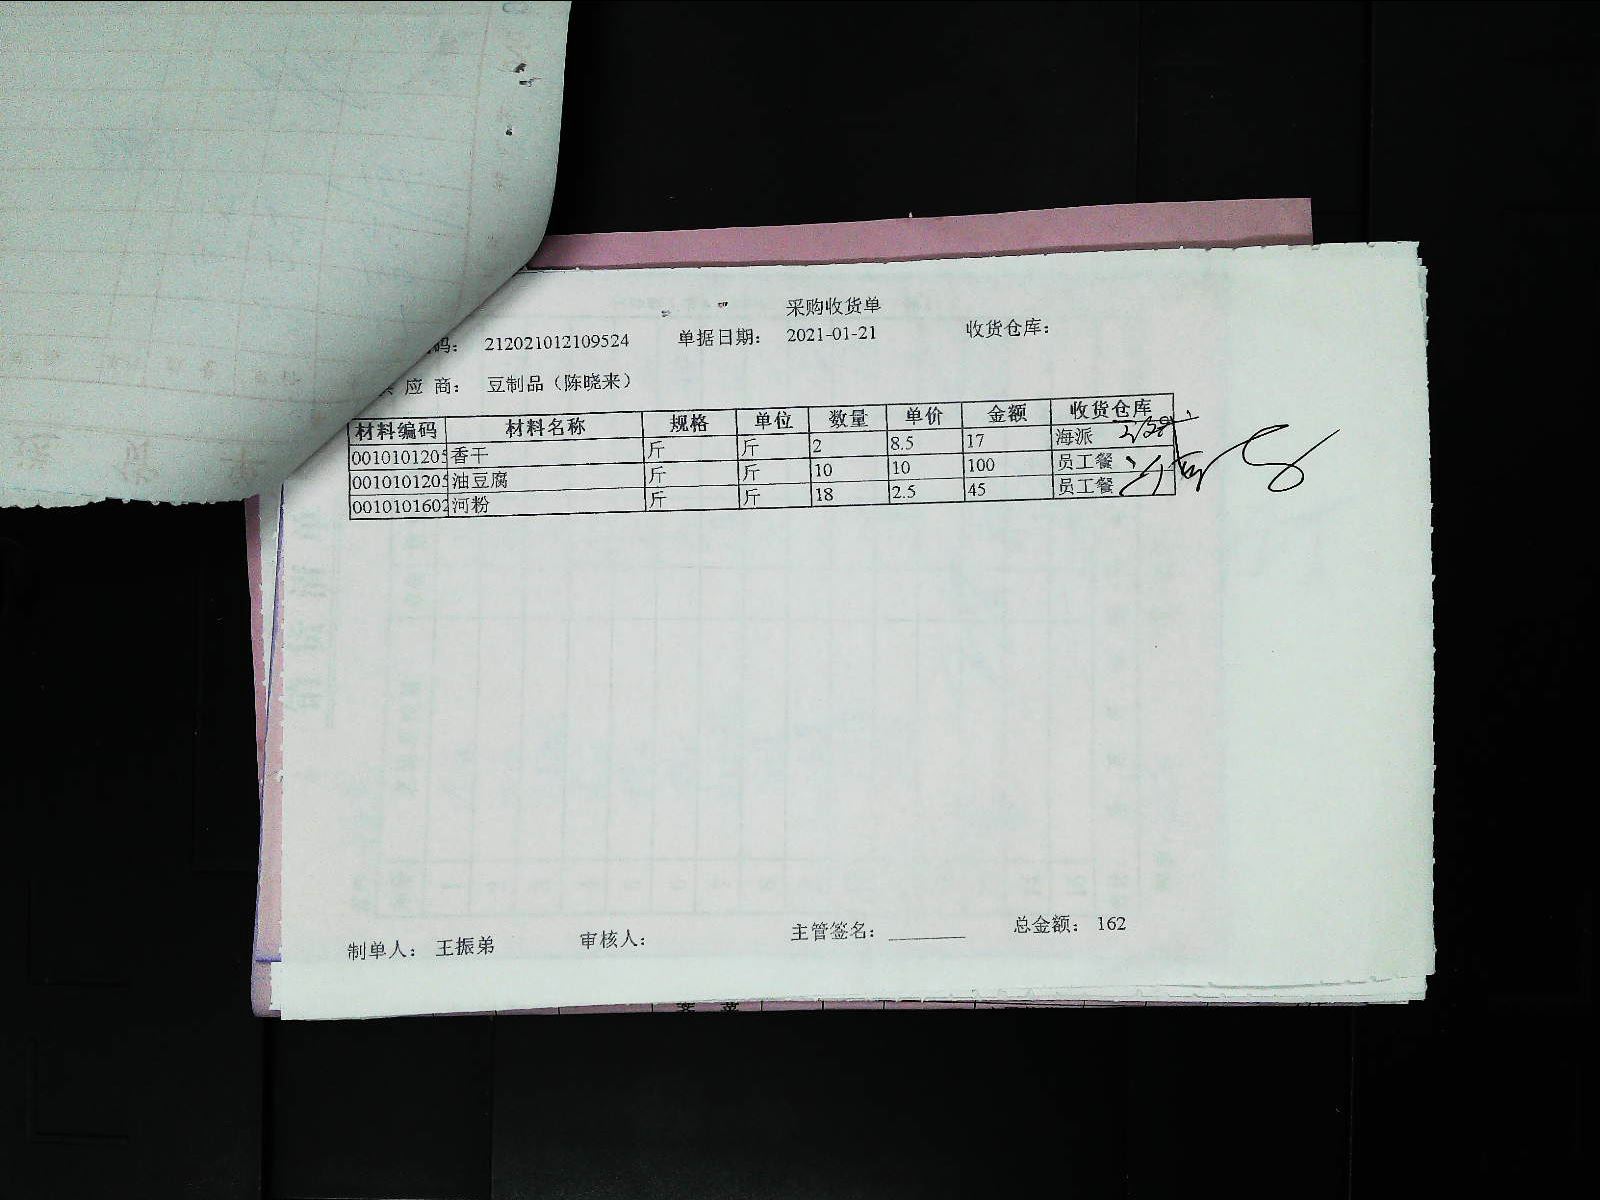 采购收货单
码： 212021012109524 单据日期： 2021-01-21 收货仓库：
应 商： 豆制品（陈晓来）
材料编码 材料名称 规格 单位 数量 单价 金额 收货仓库
0010101205 香干 斤 斤 2 8.5 17 海派
0010101205 油豆腐 斤 斤 10 10 100 员工餐
0010101602 河粉 斤 斤 18 2.5 45 员工餐
制单人： 王振弟 审核人： 主管签名： 总金额： 162